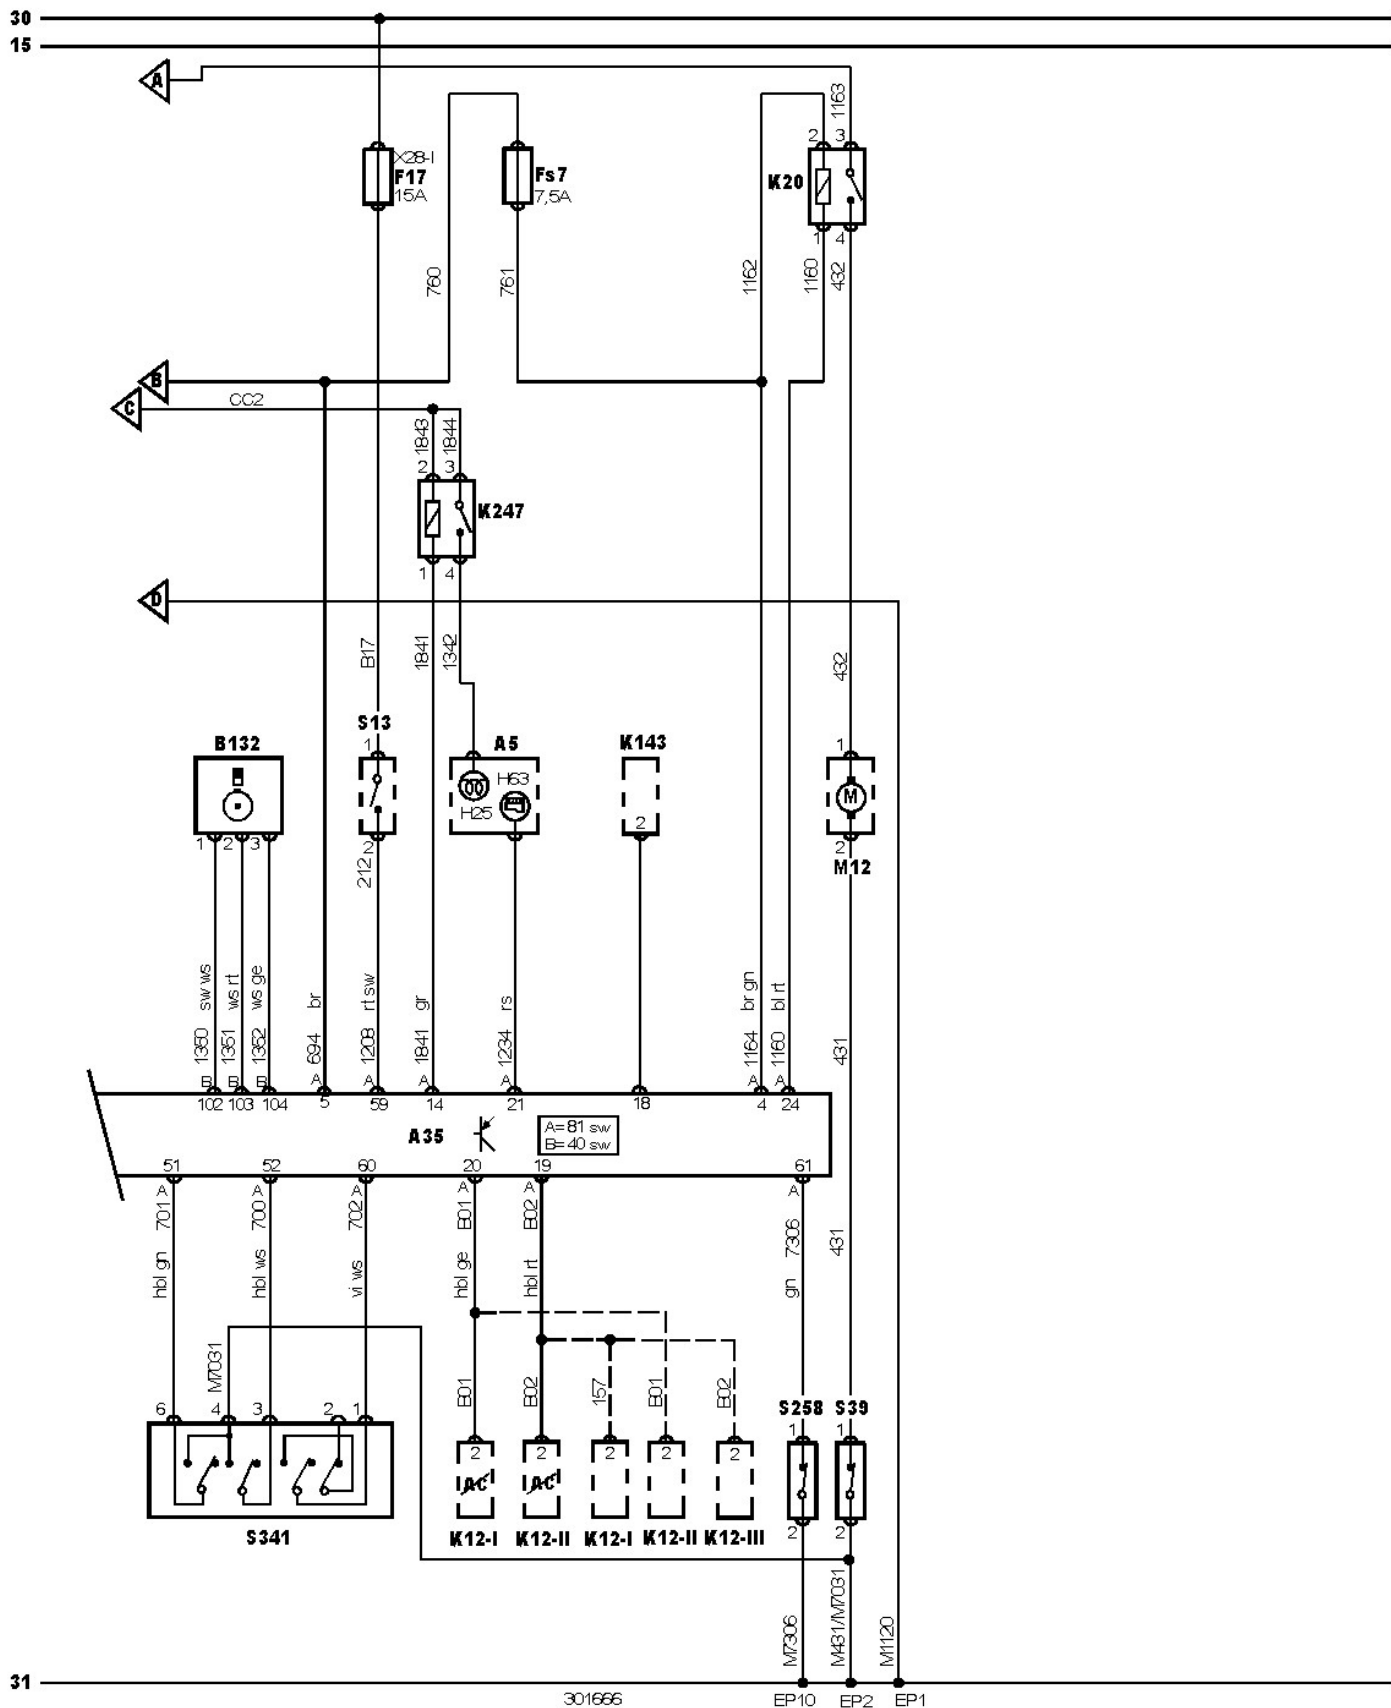 30
15
A
1163
X28-I
F17
15A
Fs7
7,5A
2 3
K20
1 4
760
761
1162
1160
432
B
C
CC2
1843
1844
2 3
K247
1 4
D
B17
1841
1342
432
S13
1
B132
A5
K143
1
H63
H25
M
2
1 2 3
2
212
2
M12
1350 sw ws
1351 ws rt
1352 ws ge
694 br
1208 rt sw
1841 gr
1234 rs
1164 br gn
1160 bl rt
431
B B B A A A A A A
102 103 104 5 59 14 21 18 4 24
A35
A=81 sw
B=40 sw
51 52 60 20 19 61
A A A A A A
701 hbl gn
700 hbl ws
702 vi ws
B01 hbl ge
B02 hbl rt
7306 gn
431
M7031
B01
B02
157
B01
B02
6 4 3 2 1
S258
S39
1 1
2 2 2 2 2
AC
AC
2 2
S341
K12-I
K12-II
K12-I
K12-II
K12-III
M7306
M431/M7031
M1120
31
301666
EP10
EP2
EP1